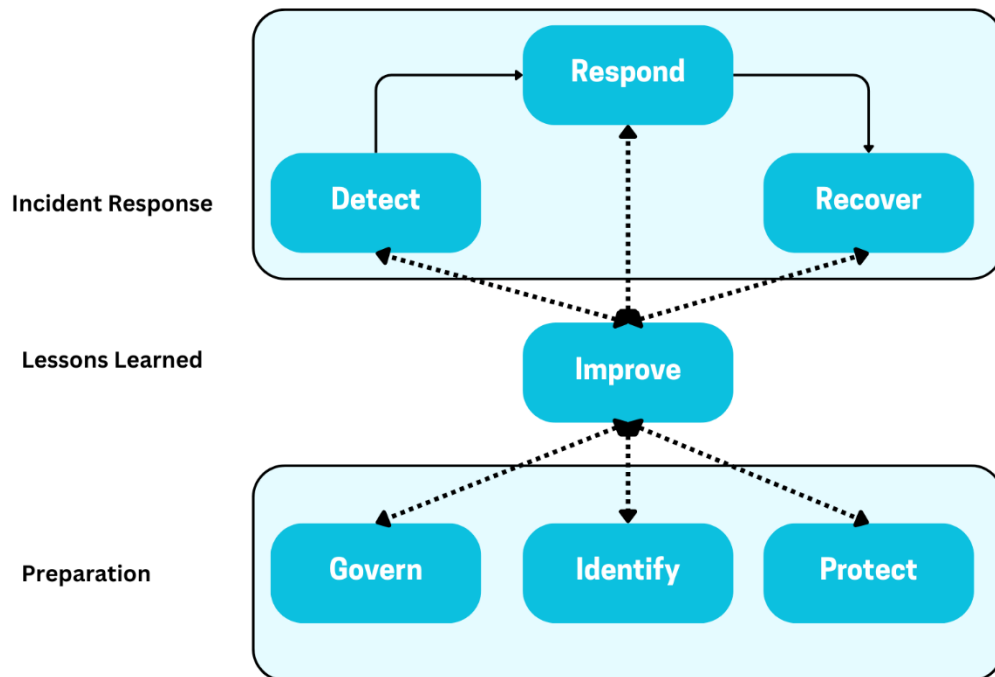 Respond
Detect
Recover
Incident Response
Improve
Lessons Learned
Govern
Identify
Protect
Preparation